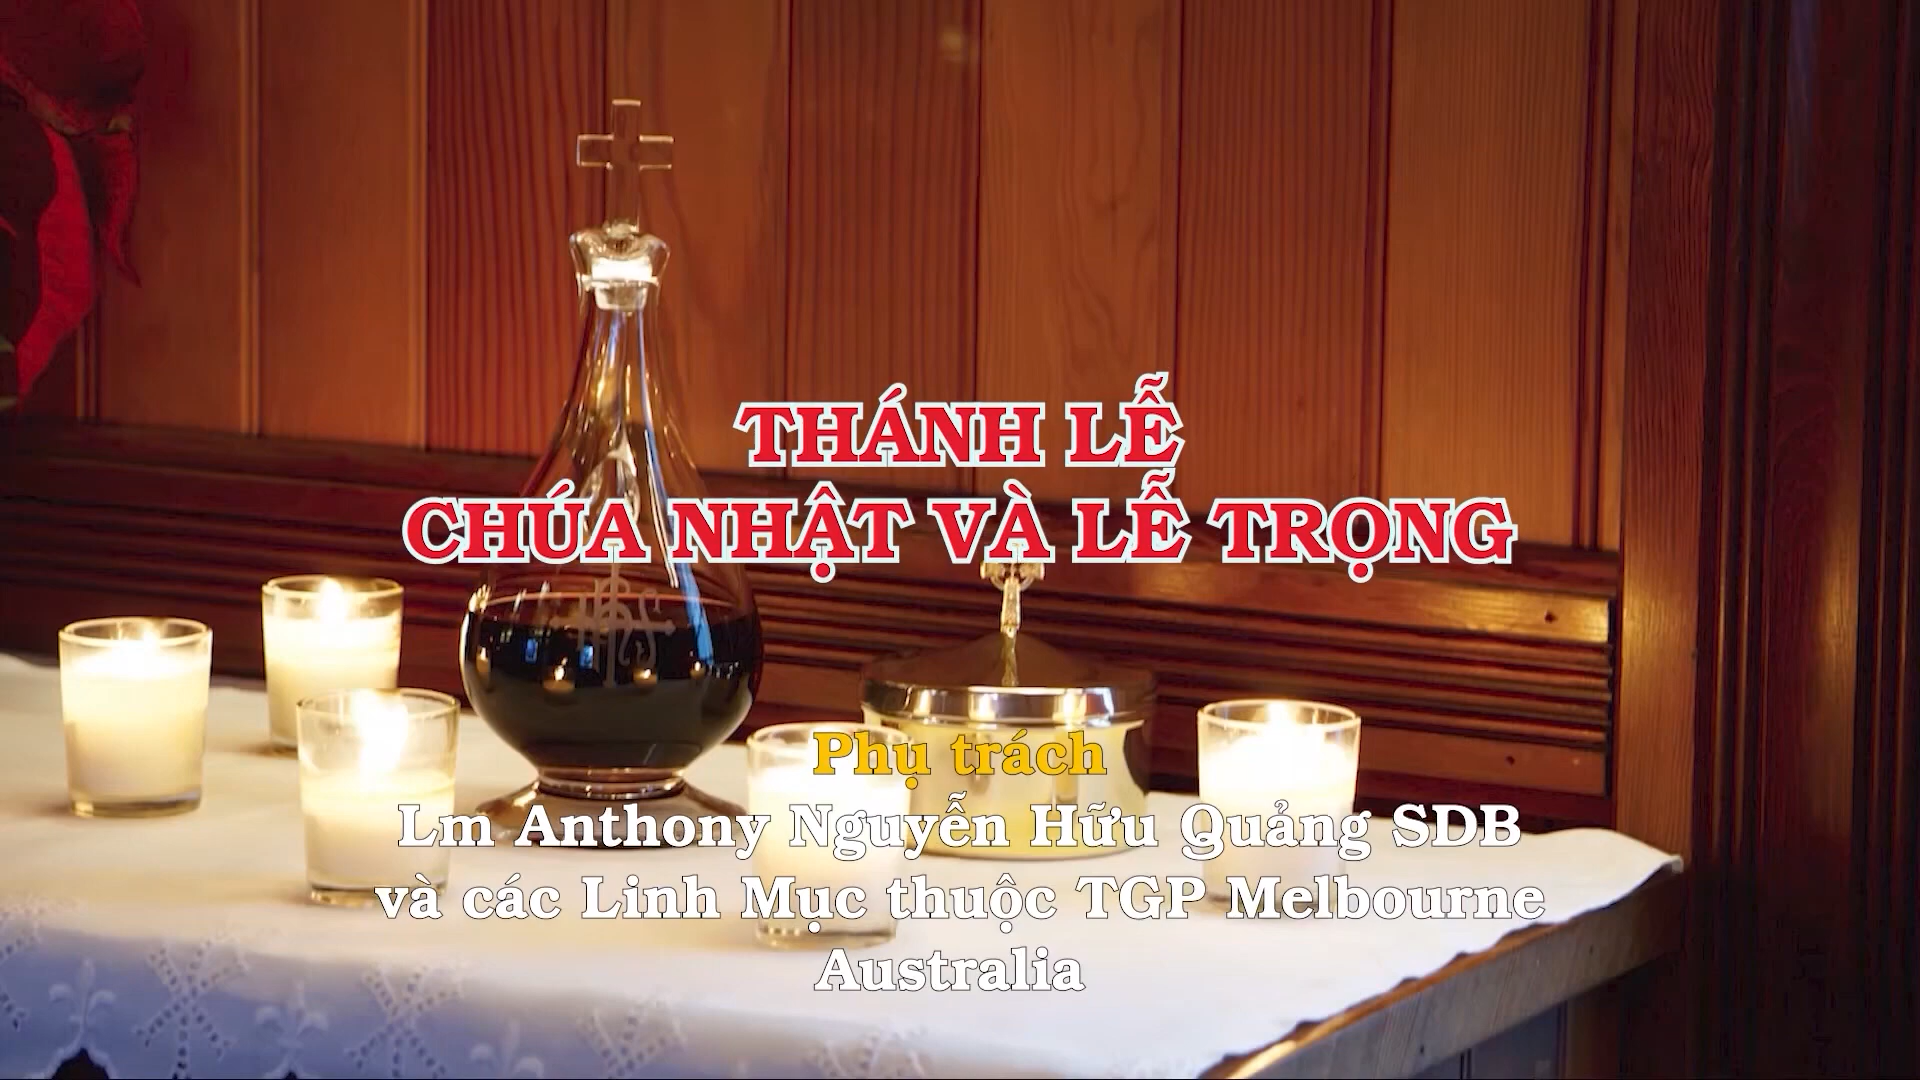 THÁNH LỄ
CHÚA NHẬT VÀ LỄ TRỌNG
IHS
Phụ trách
Lm Anthony Nguyễn Hữu Quảng SDB
và các Linh Mục thuộc TGP Melbourne
Australia